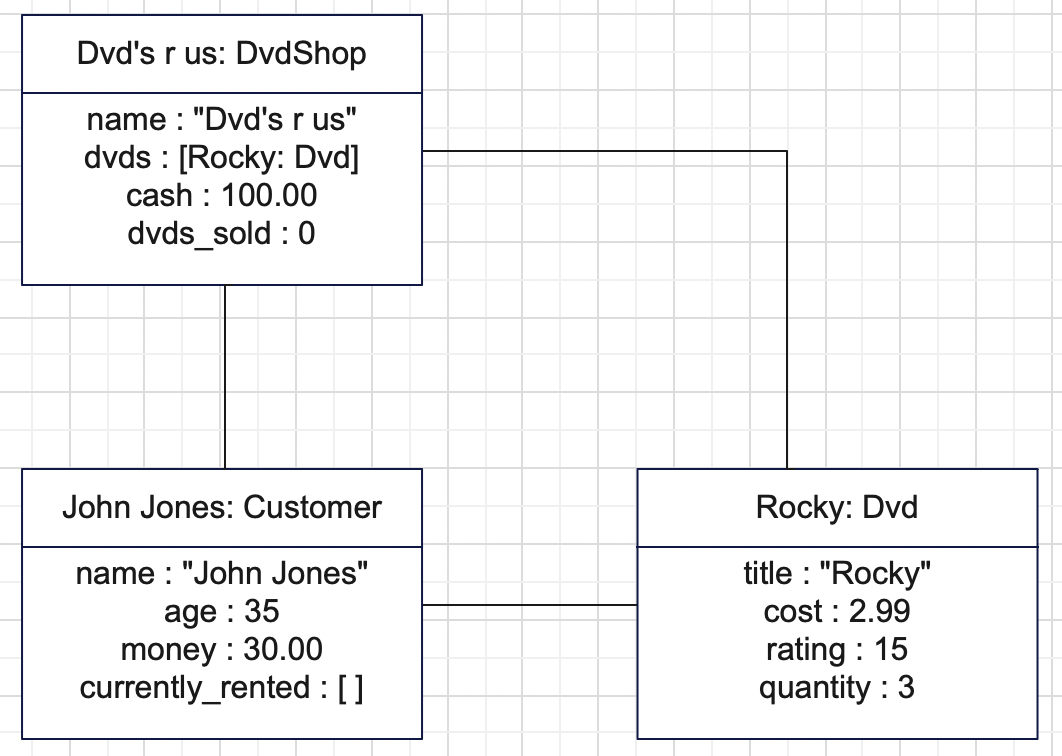 Dvd's r us: DvdShop
name : "Dvd's r us"
dvds : [Rocky: Dvd]
cash : 100.00
dvds_sold : 0
John Jones: Customer
name : "John Jones"
age : 35
money : 30.00
currently_rented : [ ]
Rocky: Dvd
title : "Rocky"
cost : 2.99
rating : 15
quantity : 3